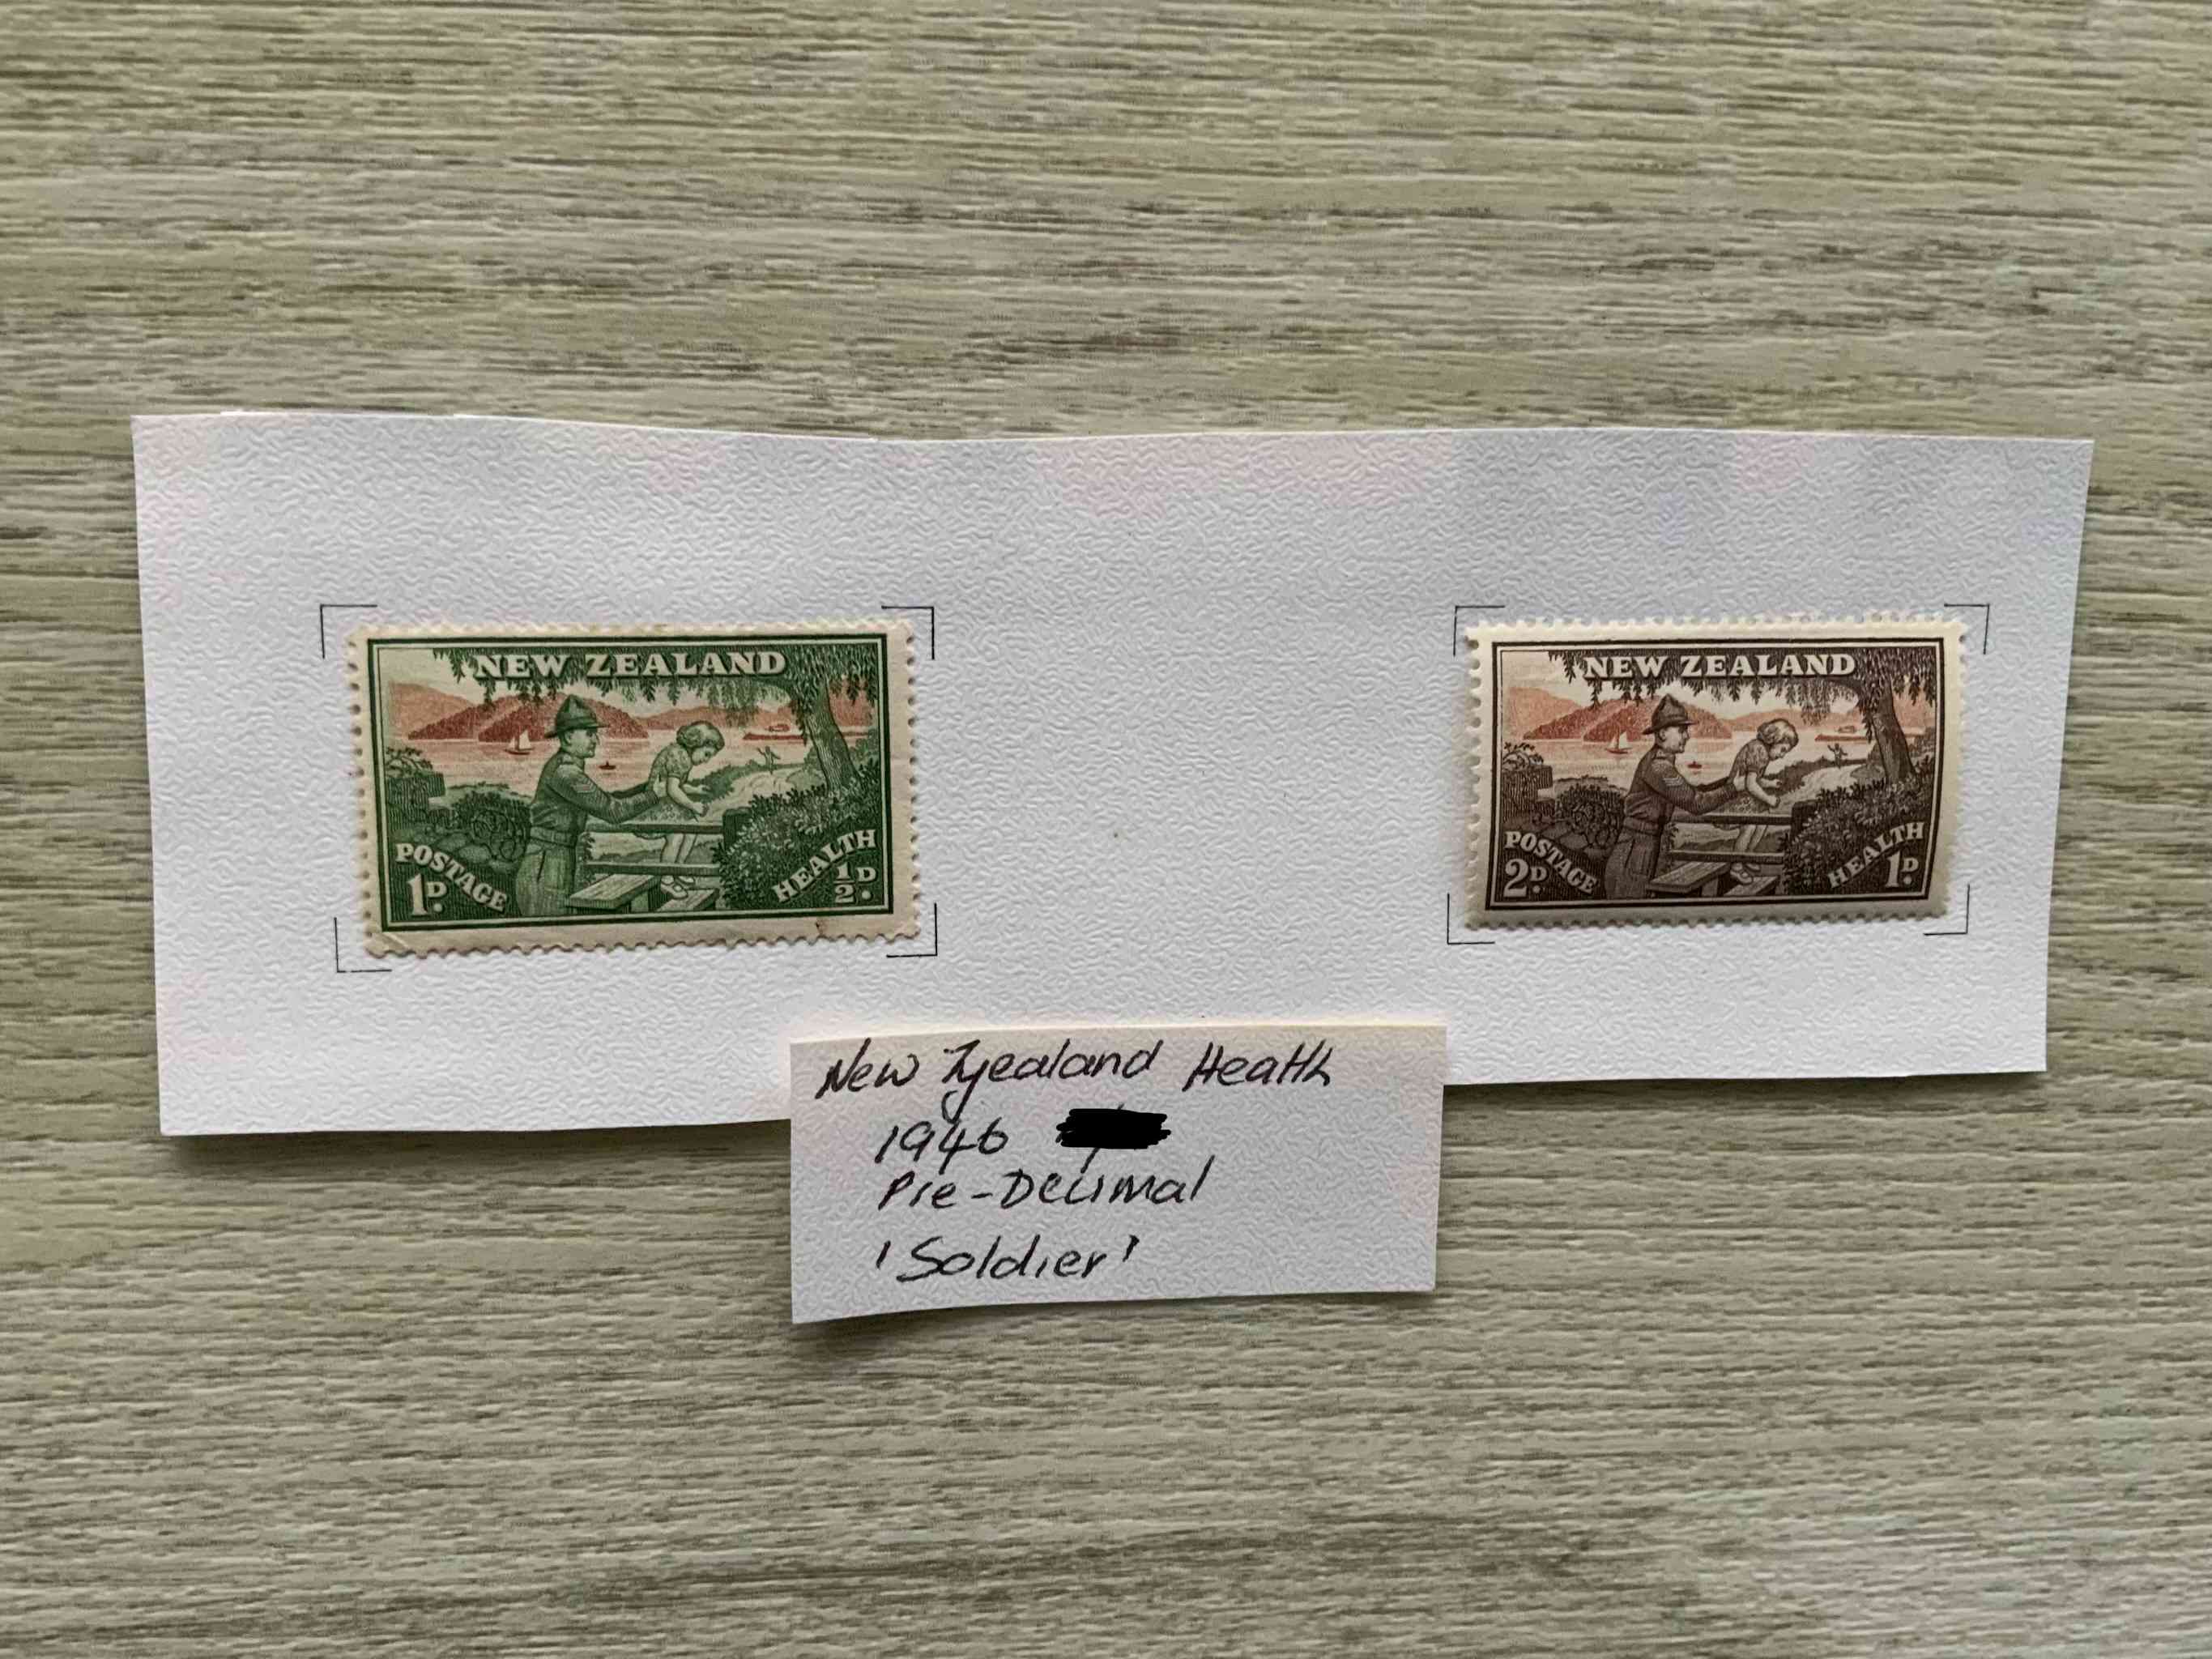 NEW ZEALAND
POSTAGE
1D.
HEALTH
1/2D.
NEW ZEALAND
POSTAGE
2D.
HEALTH
1D.
New Zealand Health
1946
Pre-Decimal
'Soldier'